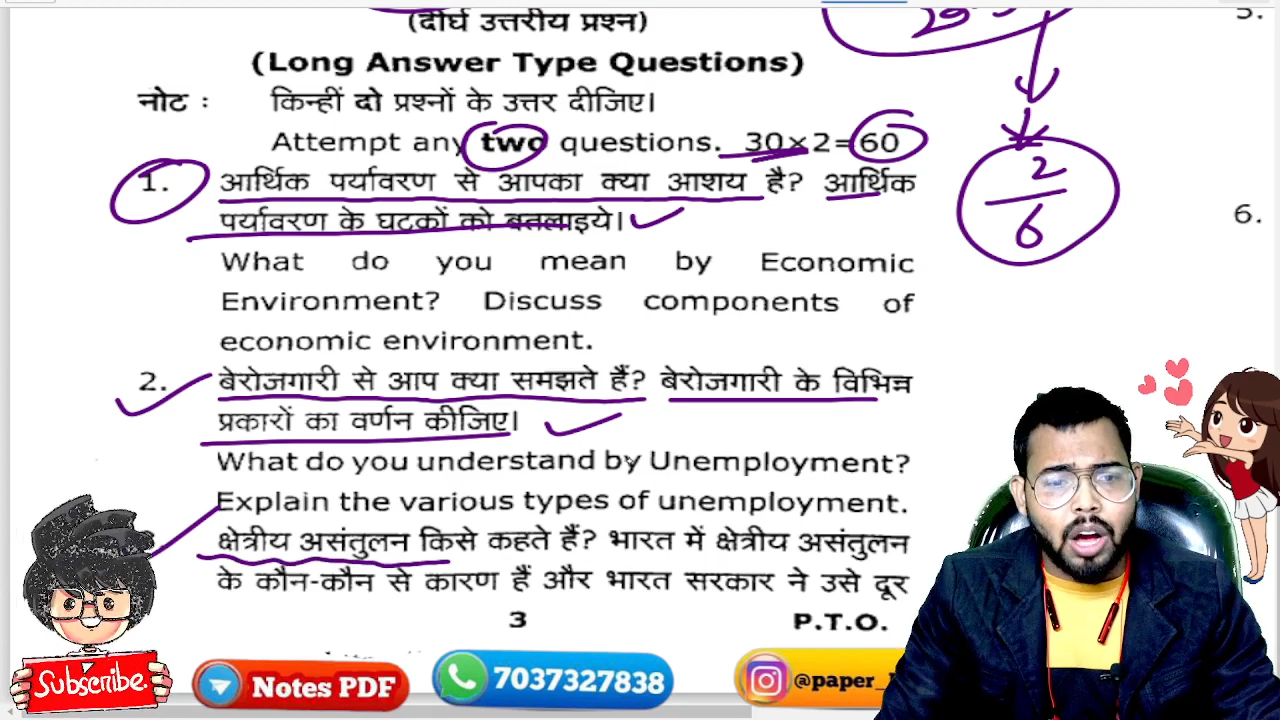 5.
(दीर्घ उत्तरीय प्रश्न)
(Long Answer Type Questions)
नोट : किन्हीं दो प्रश्नों के उत्तर दीजिए।
Attempt any two questions. 30×2=60
2
6
6.
1. आर्थिक पर्यावरण से आपका क्या आशय है? आर्थिक
पर्यावरण के घटकों को बतलाइये।
What do you mean by Economic
Environment? Discuss components of
economic environment.
2. बेरोजगारी से आप क्या समझते हैं? बेरोजगारी के विभिन्न
प्रकारों का वर्णन कीजिए।
What do you understand by Unemployment?
Explain the various types of unemployment.
क्षेत्रीय असंतुलन किसे कहते हैं? भारत में क्षेत्रीय असंतुलन
के कौन-कौन से कारण हैं और भारत सरकार ने उसे दूर
3 P.T.O.
Subscribe
Notes PDF
7037327838
@paper_